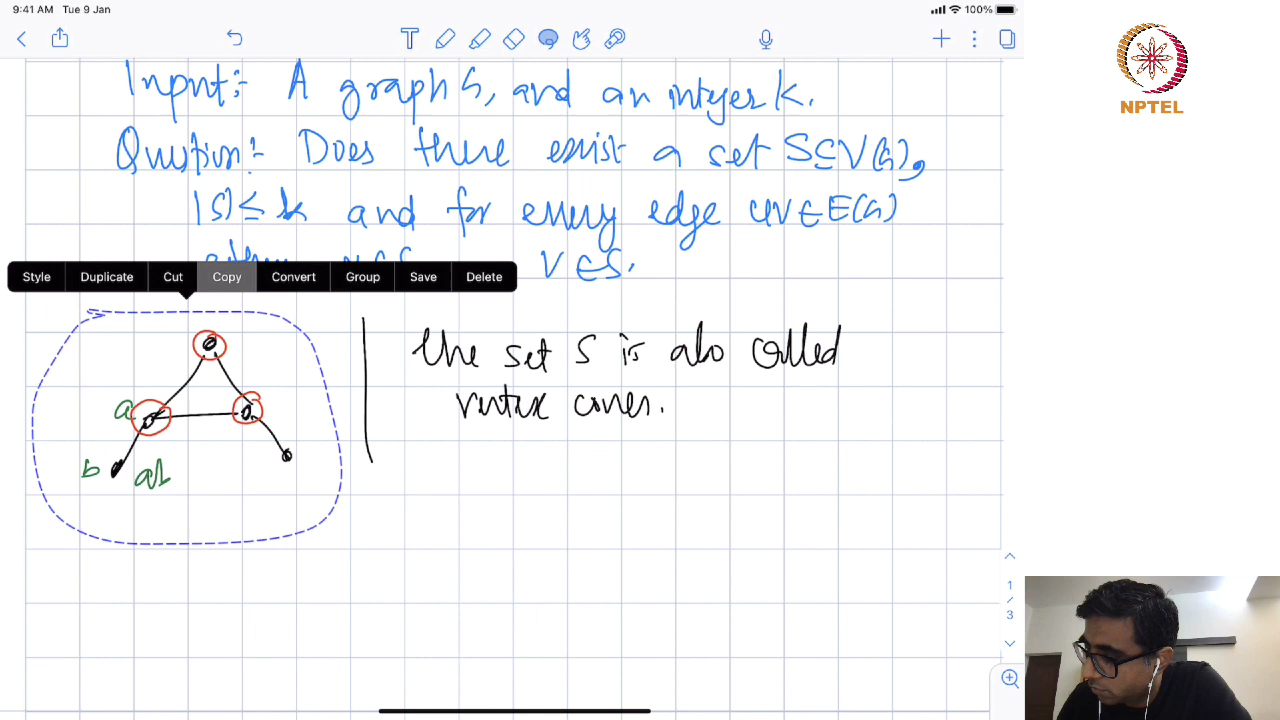 9:41 AM Tue 9 Jan
100%
NPTEL
Input:- A graph G, and an integer k.
Question:- Does there exist a set S⊆V(G),
|S|≤k and for every edge uv∈E(G)
v∈S.
Style Duplicate Cut Copy Convert Group Save Delete
a
b ab
the set S is also called
vertex cover.
1
/
3